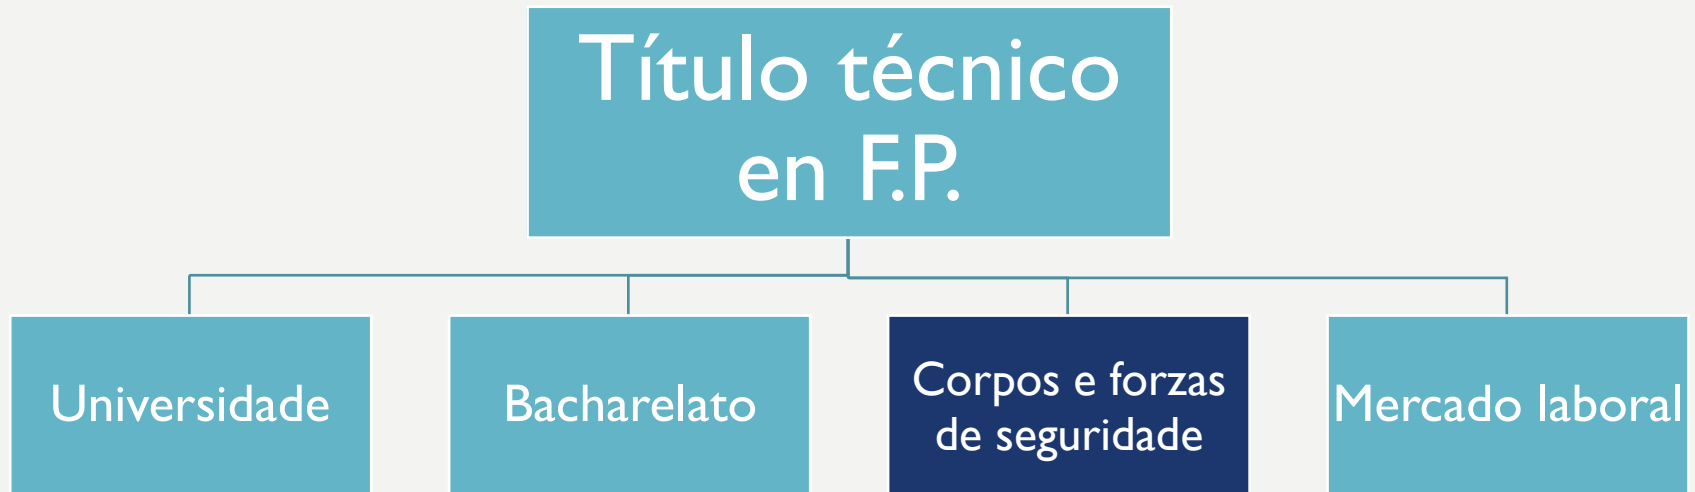 Título técnico
en F.P.
Universidade
Bacharelato
Corpos e forzas
de seguridade
Mercado laboral